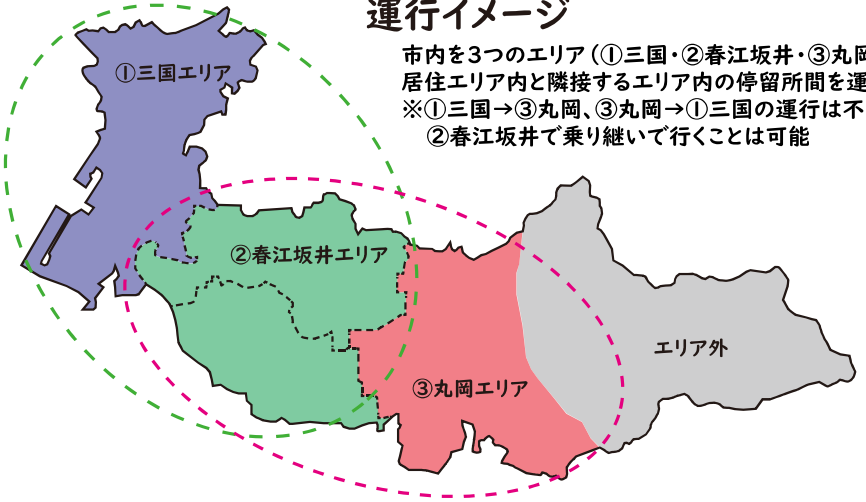 運行イメージ
市内を3つのエリア(①三国・②春江坂井・③丸岡
居住エリア内と隣接するエリア内の停留所間を運
※①三国→③丸岡、③丸岡→①三国の運行は不
②春江坂井で乗り継いで行くことは可能
①三国エリア
②春江坂井エリア
エリア外
③丸岡エリア